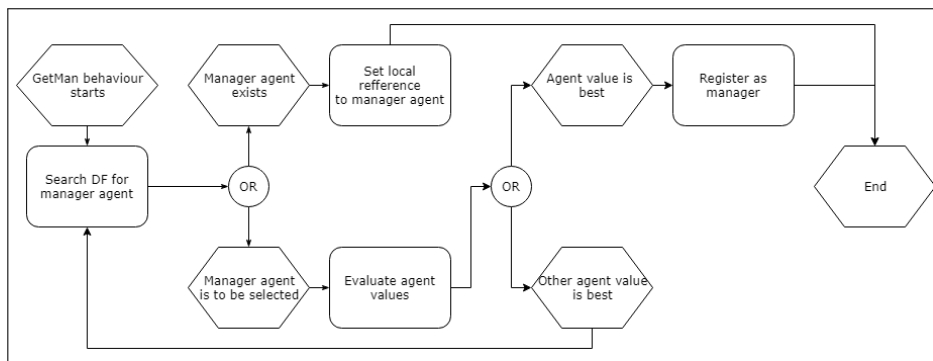 GetMan behaviour
starts
Manager agent
exists
Set local
refference
to manager agent
Agent value is
best
Register as
manager
Search DF for
manager agent
OR
OR
End
Manager agent
is to be selected
Evaluate agent
values
Other agent value
is best